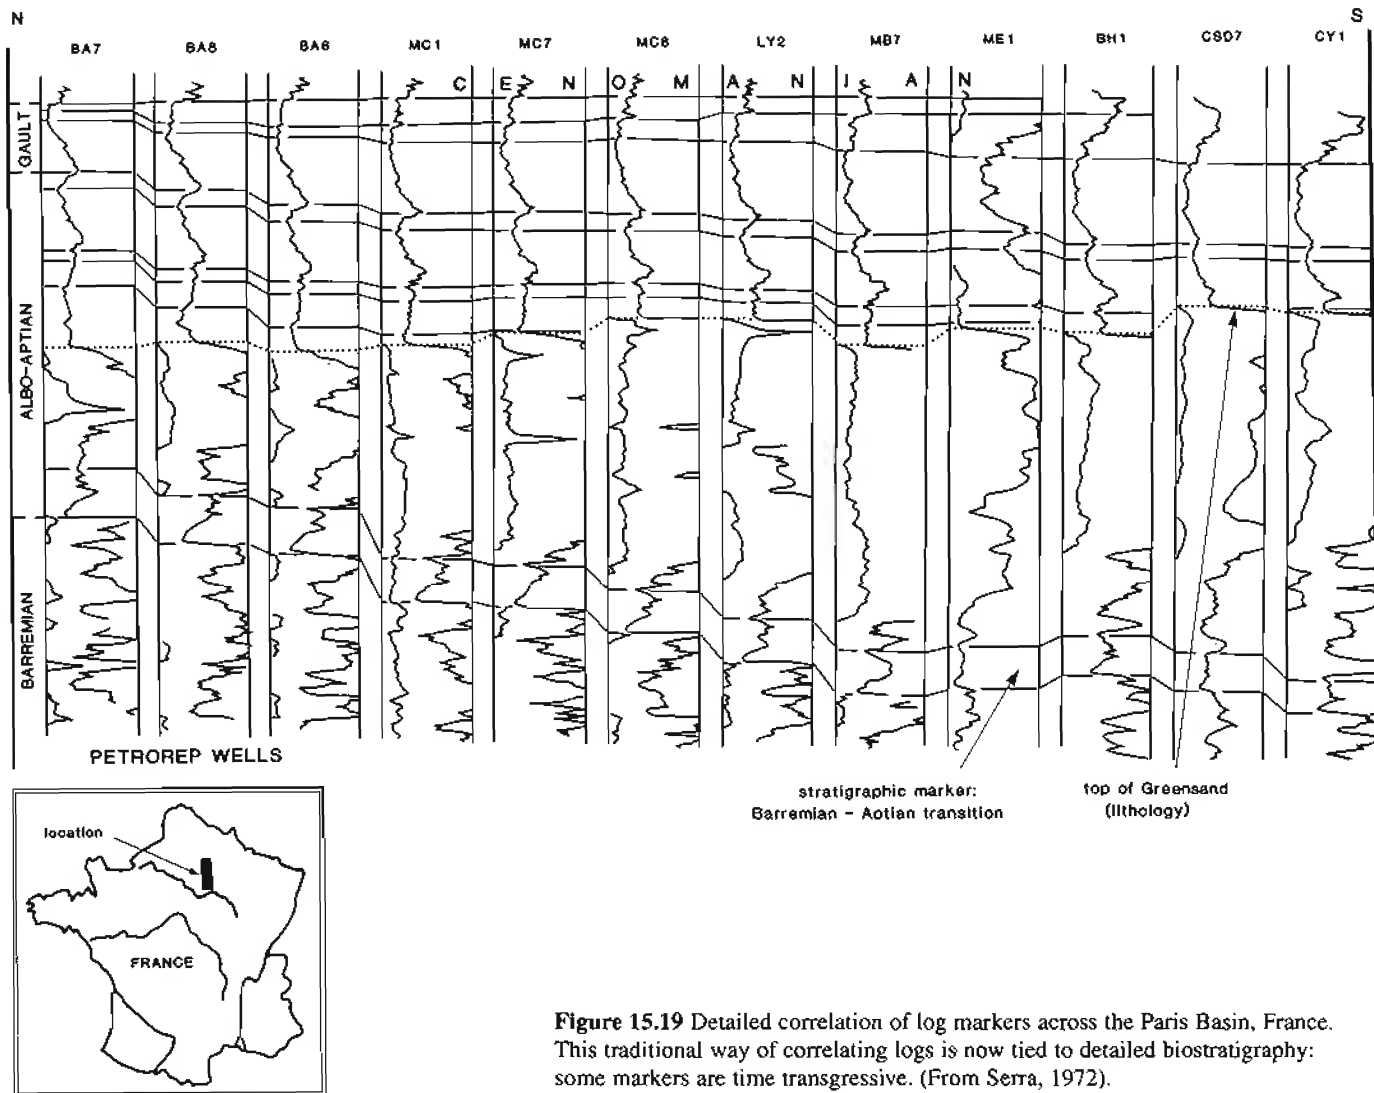 N
S
BA7 BA8 BA6 MC1 MC7 MC6 LY2 MB7 ME1 BH1 CSD7 CY1
C E N O M A N I A N
GAULT
ALBO-APTIAN
BARREMIAN
PETROREP WELLS
stratigraphic marker:
Barremian - Aotian transition
top of Greensand
(lithology)
location
FRANCE
Figure 15.19 Detailed correlation of log markers across the Paris Basin, France.
This traditional way of correlating logs is now tied to detailed biostratigraphy:
some markers are time transgressive. (From Serra, 1972).